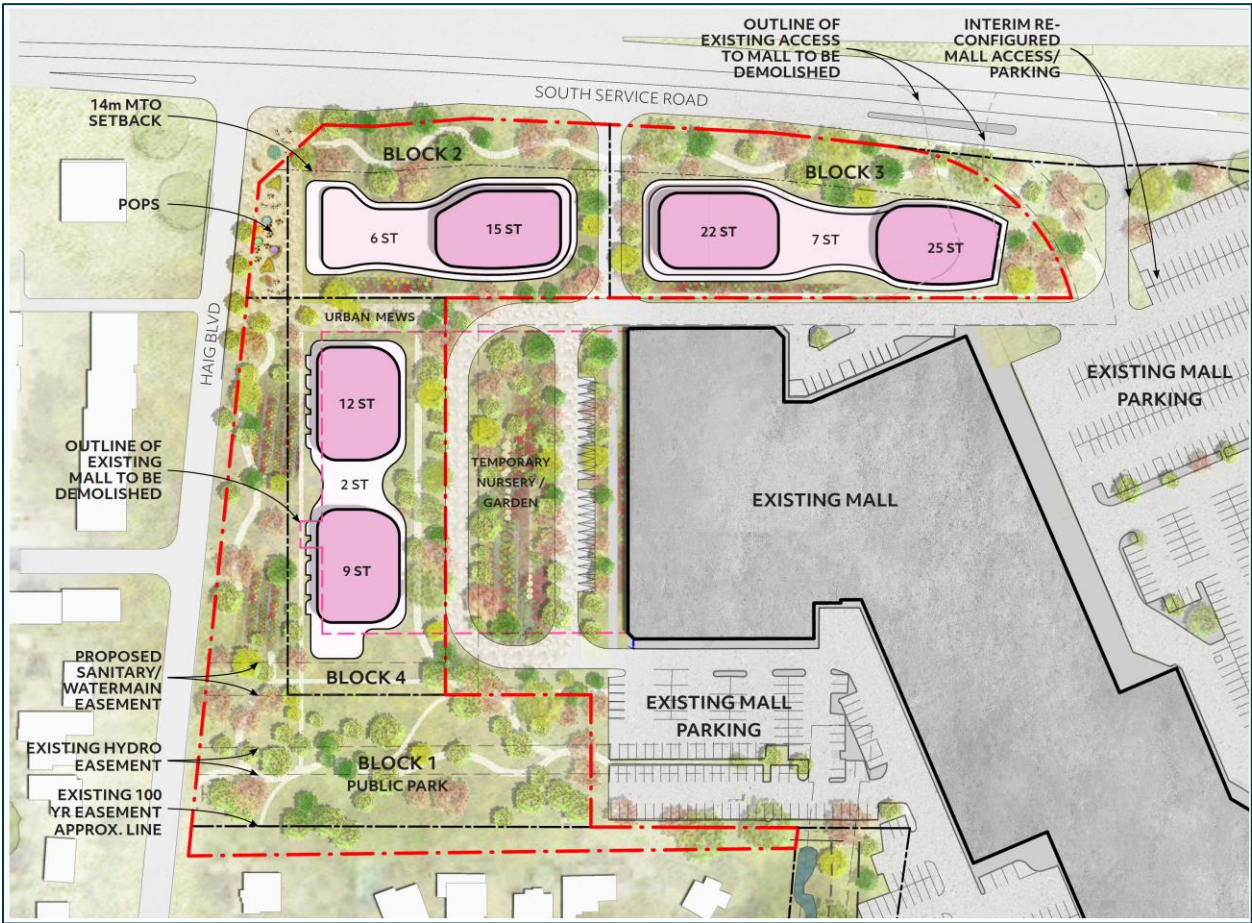 OUTLINE OF
EXISTING ACCESS
TO MALL TO BE
DEMOLISHED
INTERIM RE-
CONFIGURED
MALL ACCESS/
PARKING
14m MTO
SETBACK
SOUTH SERVICE ROAD
BLOCK 2
BLOCK 3
POPS
6 ST
15 ST
22 ST
7 ST
25 ST
URBAN MEWS
HAIG BLVD
12 ST
EXISTING MALL
PARKING
OUTLINE OF
EXISTING
MALL TO BE
DEMOLISHED
2 ST
TEMPORARY
NURSERY /
GARDEN
EXISTING MALL
9 ST
PROPOSED
SANITARY/
WATERMAIN
EASEMENT
BLOCK 4
EXISTING MALL
PARKING
EXISTING HYDRO
EASEMENT
BLOCK 1
PUBLIC PARK
EXISTING 100
YR EASEMENT
APPROX. LINE